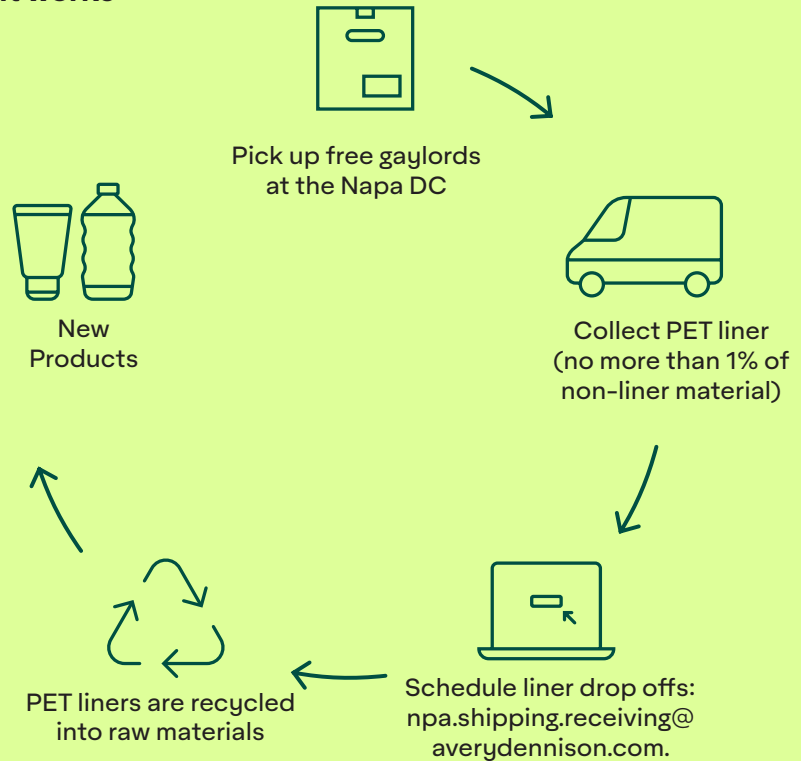 Pick up free gaylords
at the Napa DC
Collect PET liner
(no more than 1% of
non-liner material)
Schedule liner drop offs:
npa.shipping.receiving@
averydennison.com.
PET liners are recycled
into raw materials
New
Products